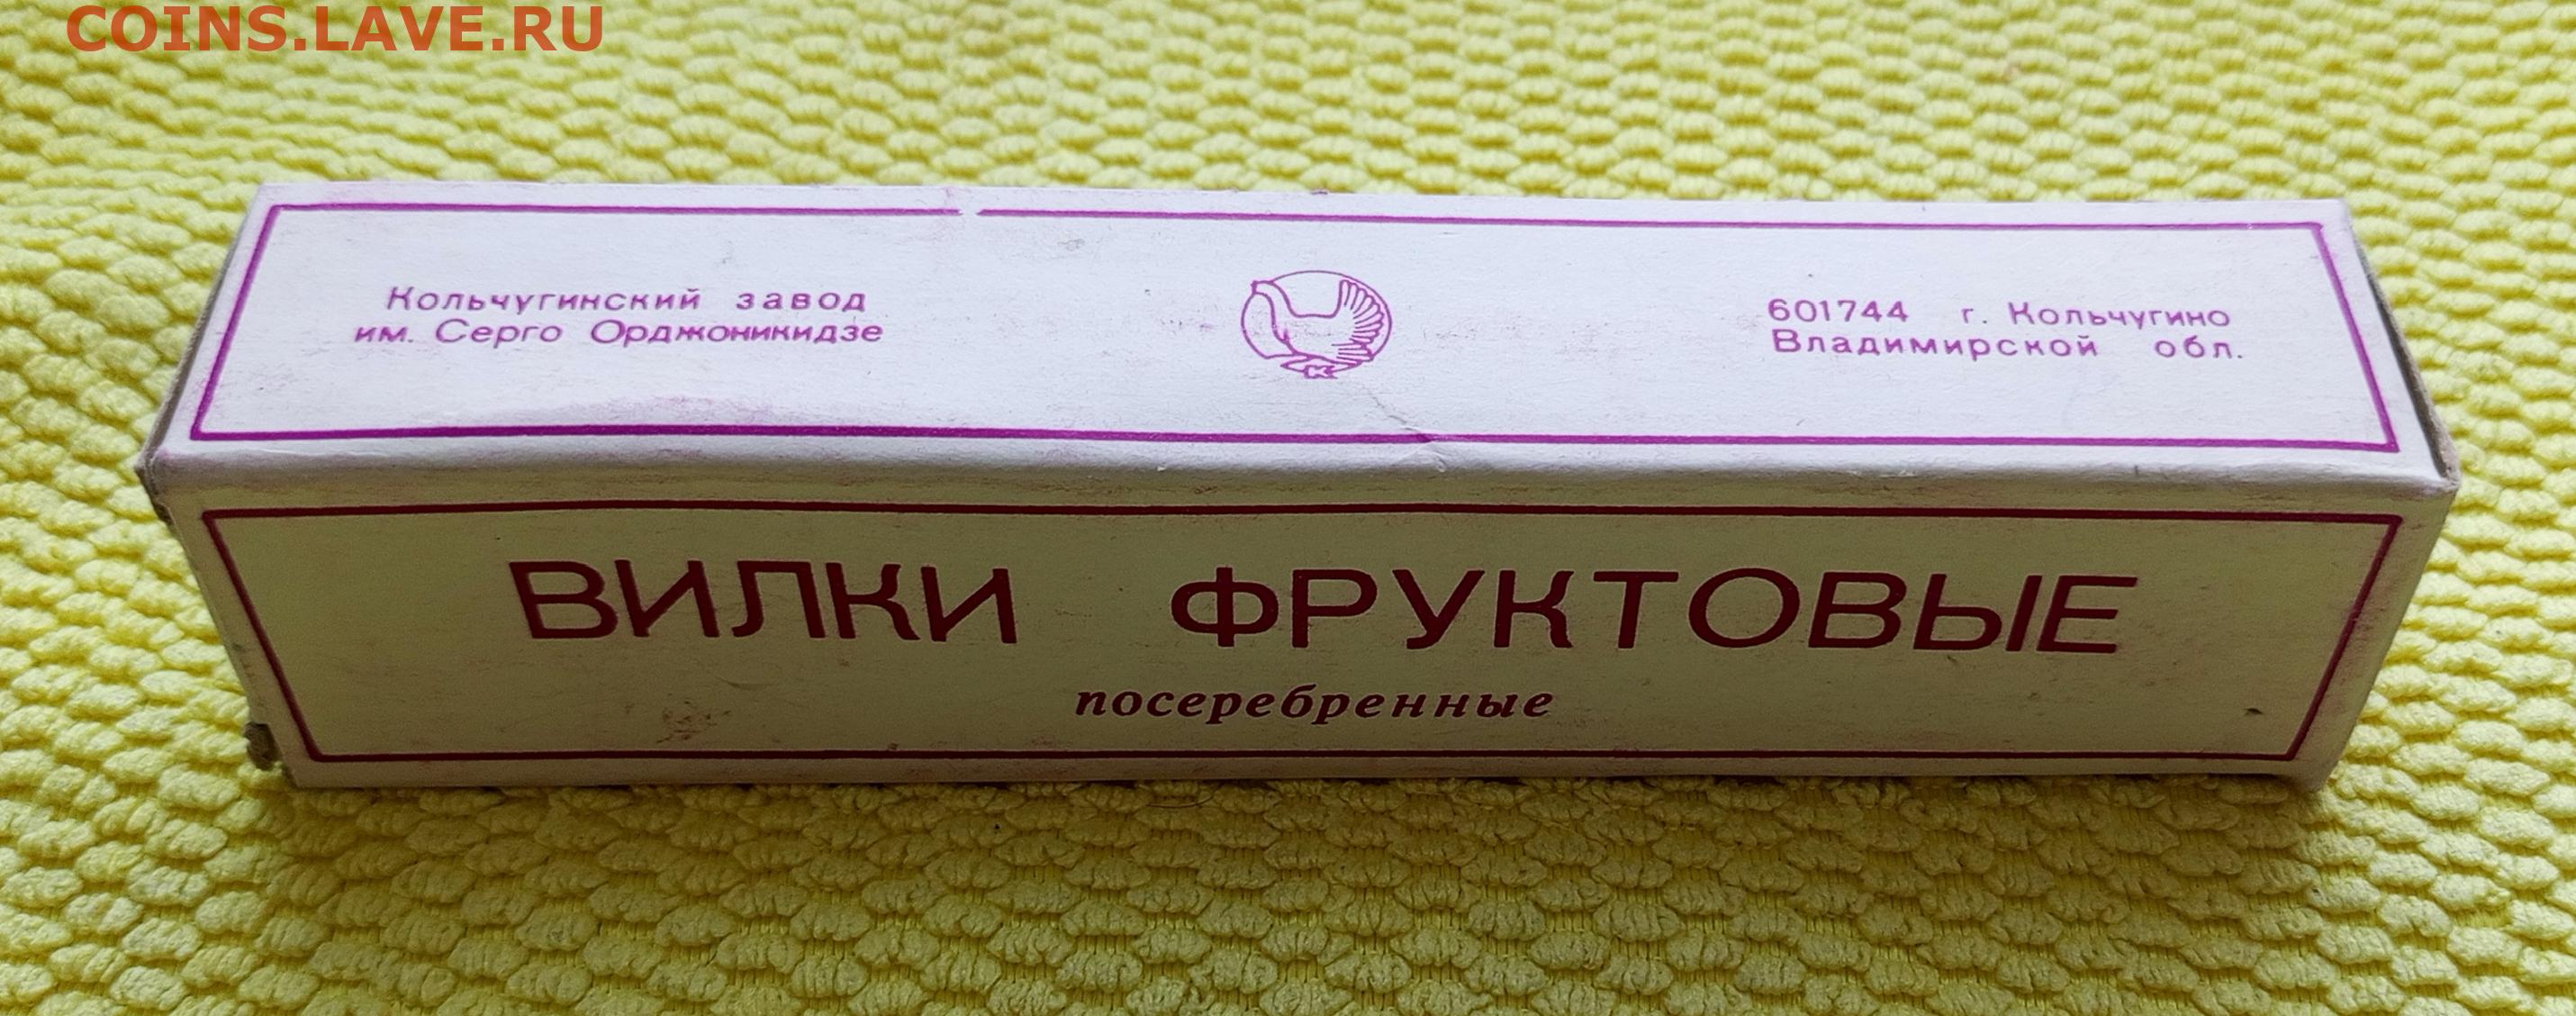 COINS.LAVE.RU
Кольчугинский завод
им. Серго Орджоникидзе
К
601744 г. Кольчугино
Владимирской обл.
ВИЛКИ ФРУКТОВЫЕ
посеребренные